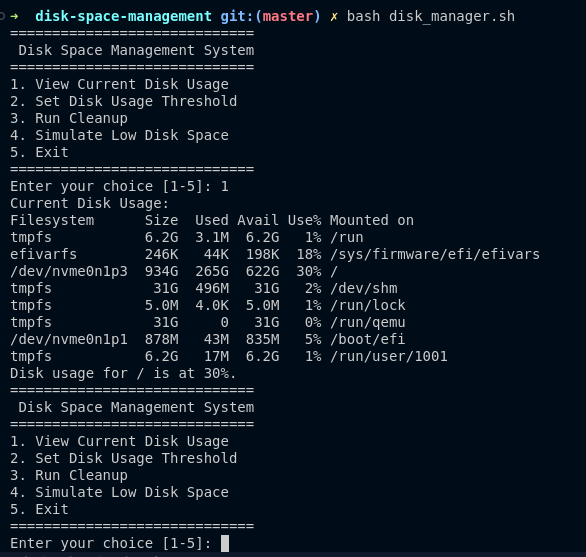 ➜  disk-space-management git:(master) ✗ bash disk_manager.sh
=============================
 Disk Space Management System
=============================
1. View Current Disk Usage
2. Set Disk Usage Threshold
3. Run Cleanup
4. Simulate Low Disk Space
5. Exit
=============================
Enter your choice [1-5]: 1
Current Disk Usage:
Filesystem      Size  Used Avail Use% Mounted on
tmpfs           6.2G  3.1M  6.2G   1% /run
efivarfs        246K   44K  198K  18% /sys/firmware/efi/efivars
/dev/nvme0n1p3  934G  265G  622G  30% /
tmpfs            31G  496M   31G   2% /dev/shm
tmpfs           5.0M  4.0K  5.0M   1% /run/lock
tmpfs            31G     0   31G   0% /run/qemu
/dev/nvme0n1p1  878M   43M  835M   5% /boot/efi
tmpfs           6.2G   17M  6.2G   1% /run/user/1001
Disk usage for / is at 30%.
=============================
 Disk Space Management System
=============================
1. View Current Disk Usage
2. Set Disk Usage Threshold
3. Run Cleanup
4. Simulate Low Disk Space
5. Exit
=============================
Enter your choice [1-5]: